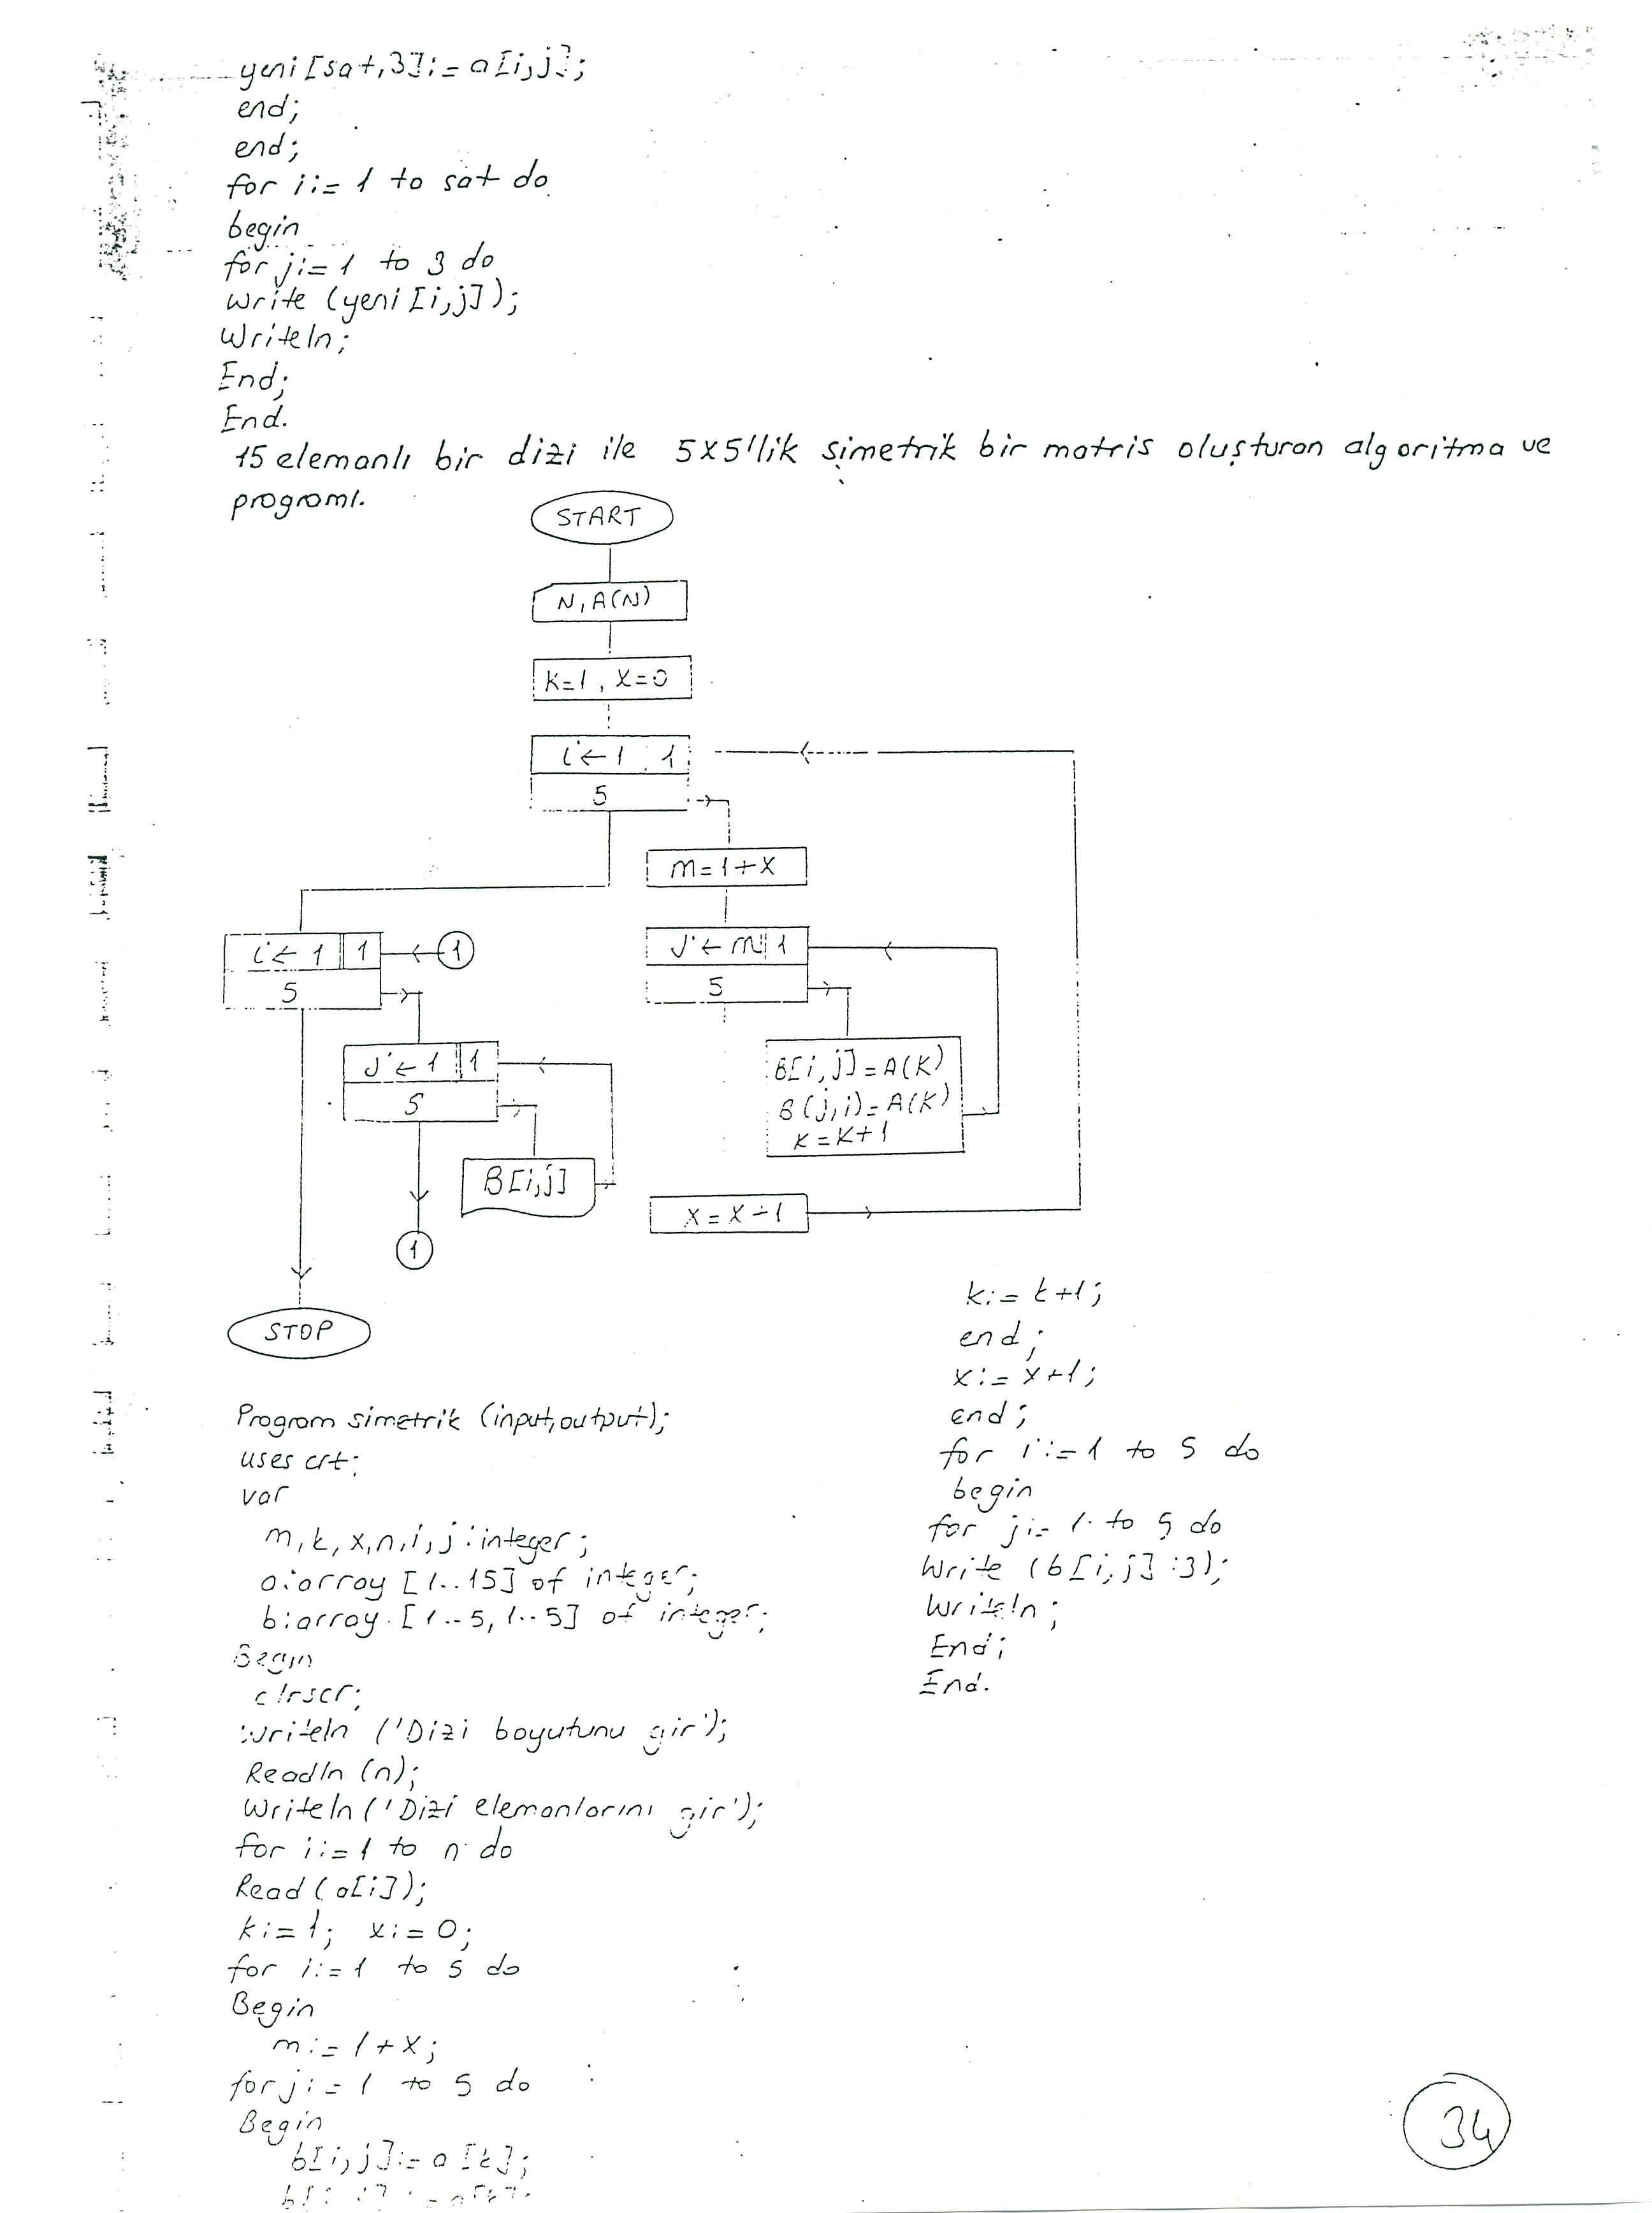 yeni[sat,3]:=a[i,j];
end;
end;
for i:=1 to sat do
begin
for j:=1 to 3 do
write (yeni[i,j]);
Writeln;
End;
End.
15 elemanlı bir dizi ile 5x5'lik simetrik bir matris oluşturan algoritma ve
programı.
START
N, A(N)
K=1, X=0
i←1 1
5
m=1+X
i←1 1
5
1
J←m 1
5
J←1 1
5
B[i,j]=A(K)
B(j,i)=A(K)
K=K+1
B[i,j]
X=X+1
1
STOP
Program simetrik (input,output);
uses crt;
var
m,k,x,n,i,j:integer;
a:array [1..15] of integer;
b:array [1..5,1..5] of integer;
Begin
clrscr;
Writeln ('Dizi boyutunu gir');
Readln (n);
Writeln('Dizi elemanlarını gir');
for i:=1 to n do
Read (a[i]);
k:=1; x:=0;
for i:=1 to 5 do
Begin
m:=1+X;
for j:=1 to 5 do
Begin
b[i,j]:=a[k];
k:=k+1;
end;
x:=x+1;
end;
for i:=1 to 5 do
begin
for j:=1 to 5 do
Write (b[i,j]:3);
Writeln;
End;
End.
34